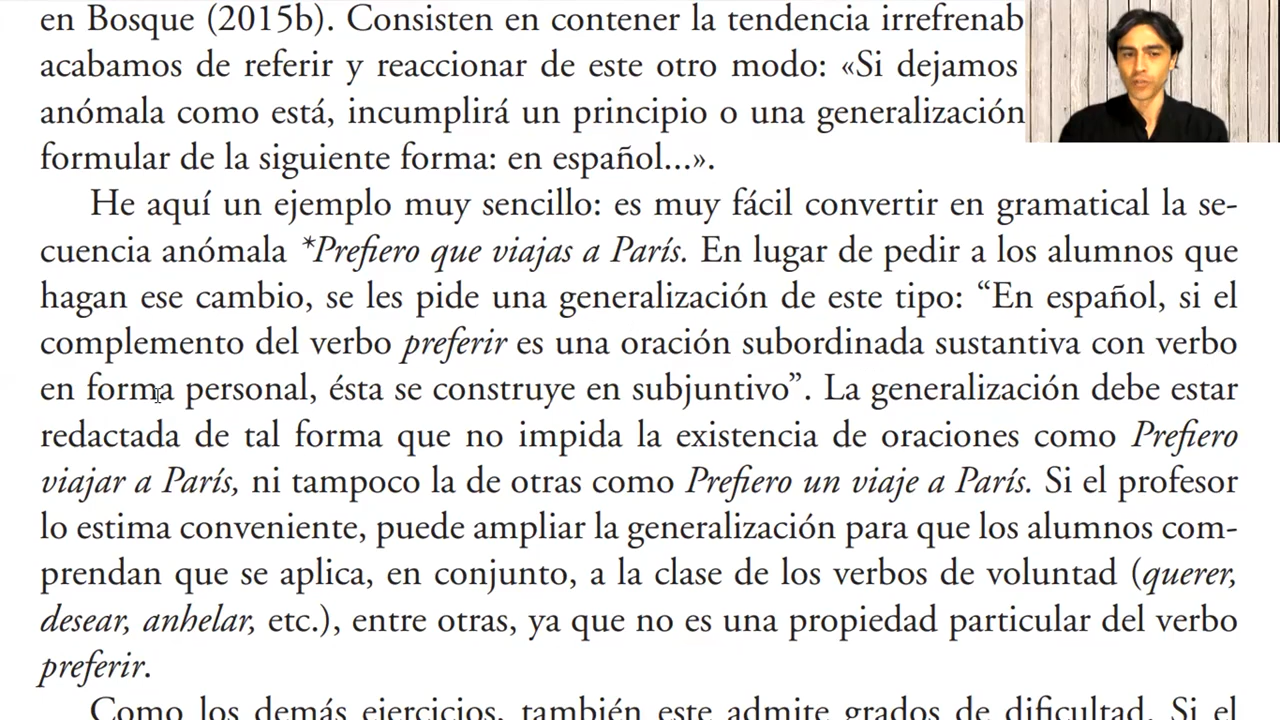 en Bosque (2015b). Consisten en contener la tendencia irrefrenab
acabamos de referir y reaccionar de este otro modo: «Si dejamos
anómala como está, incumplirá un principio o una generalización
formular de la siguiente forma: en español...».
He aquí un ejemplo muy sencillo: es muy fácil convertir en gramatical la se-
cuencia anómala *Prefiero que viajas a París. En lugar de pedir a los alumnos que
hagan ese cambio, se les pide una generalización de este tipo: “En español, si el
complemento del verbo preferir es una oración subordinada sustantiva con verbo
en forma personal, ésta se construye en subjuntivo”. La generalización debe estar
redactada de tal forma que no impida la existencia de oraciones como Prefiero
viajar a París, ni tampoco la de otras como Prefiero un viaje a París. Si el profesor
lo estima conveniente, puede ampliar la generalización para que los alumnos com-
prendan que se aplica, en conjunto, a la clase de los verbos de voluntad (querer,
desear, anhelar, etc.), entre otras, ya que no es una propiedad particular del verbo
preferir.
Como los demás ejercicios, también este admite grados de dificultad. Si el